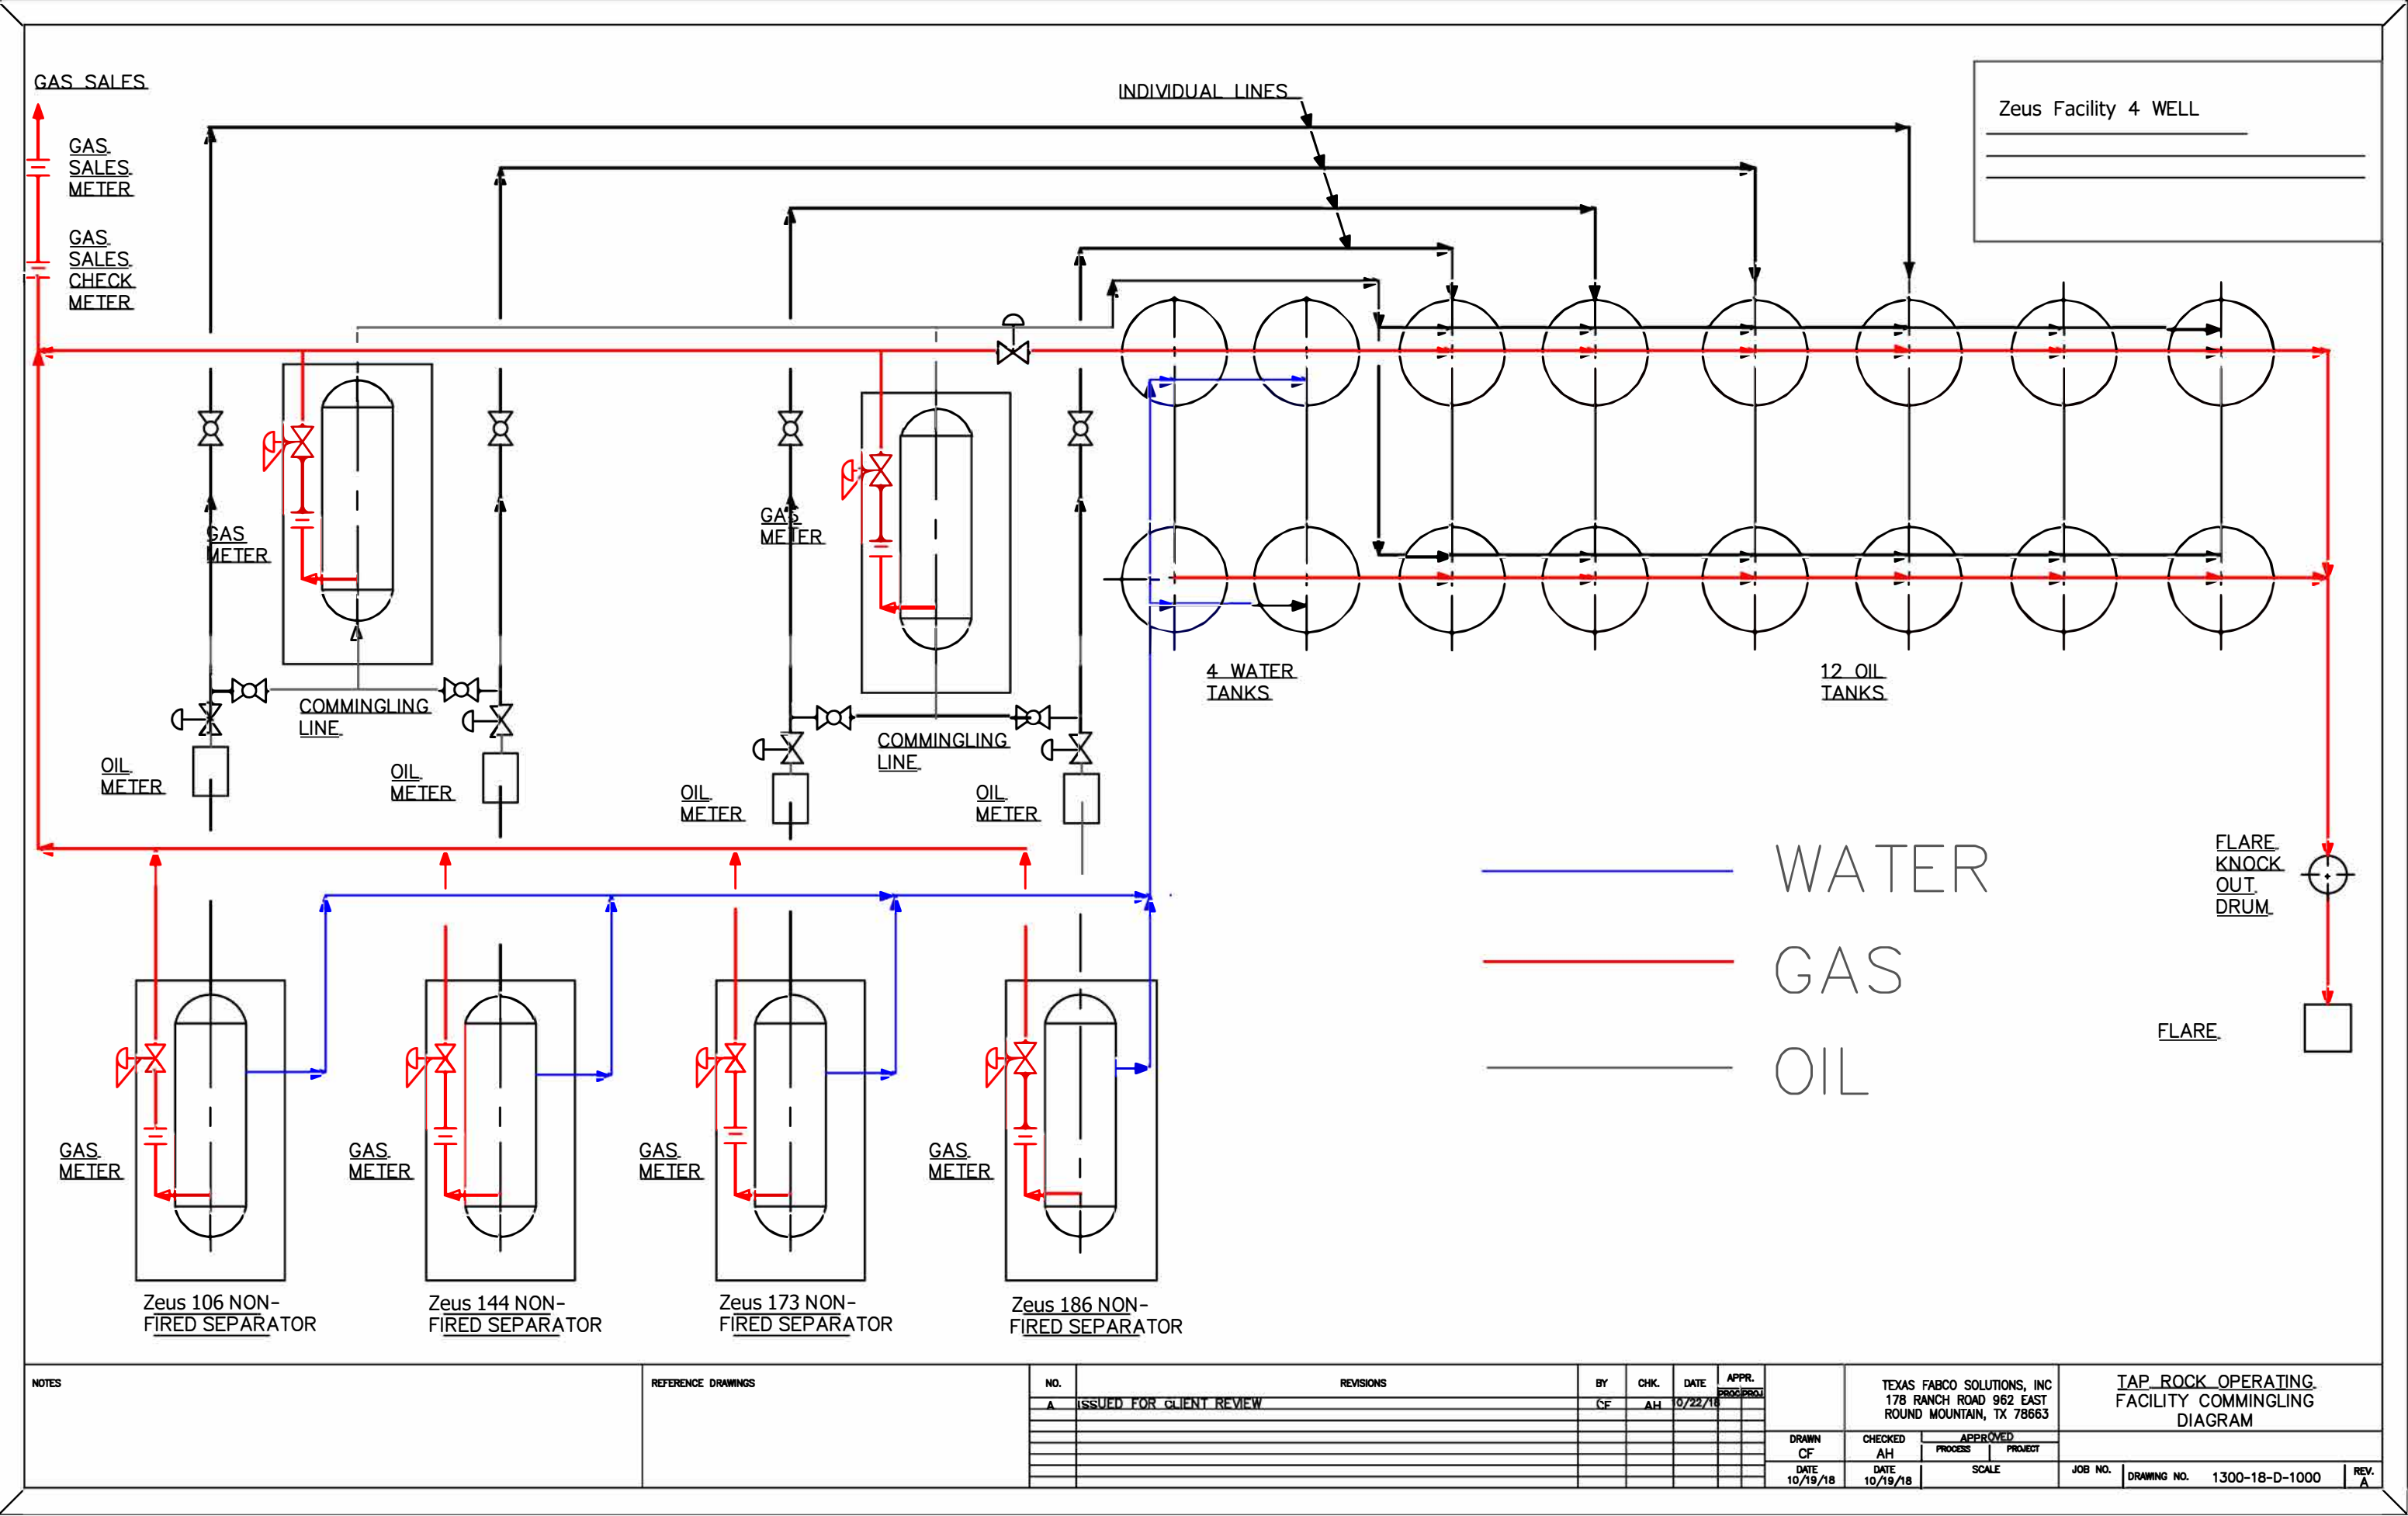 GAS SALES
GAS
SALES
METER
GAS
SALES
CHECK
METER
INDIVIDUAL LINES
Zeus Facility 4 WELL
GAS
METER
GAS
METER
COMMINGLING
LINE
COMMINGLING
LINE
4 WATER
TANKS
12 OIL
TANKS
OIL
METER
OIL
METER
OIL
METER
OIL
METER
WATER
GAS
OIL
FLARE
KNOCK
OUT
DRUM
FLARE
GAS
METER
GAS
METER
GAS
METER
GAS
METER
Zeus 106 NON-
FIRED SEPARATOR
Zeus 144 NON-
FIRED SEPARATOR
Zeus 173 NON-
FIRED SEPARATOR
Zeus 186 NON-
FIRED SEPARATOR
NOTES
REFERENCE DRAWINGS
NO. REVISIONS BY CHK. DATE APPR.
PROC PROJ
A ISSUED FOR CLIENT REVIEW CF AH 10/22/18
TEXAS FABCO SOLUTIONS, INC
178 RANCH ROAD 962 EAST
ROUND MOUNTAIN, TX 78663
TAP ROCK OPERATING
FACILITY COMMINGLING
DIAGRAM
DRAWN
CF
DATE
10/19/18
CHECKED
AH
DATE
10/19/18
APPROVED
PROCESS PROJECT
SCALE
JOB NO.
DRAWING NO. 1300-18-D-1000
REV.
A